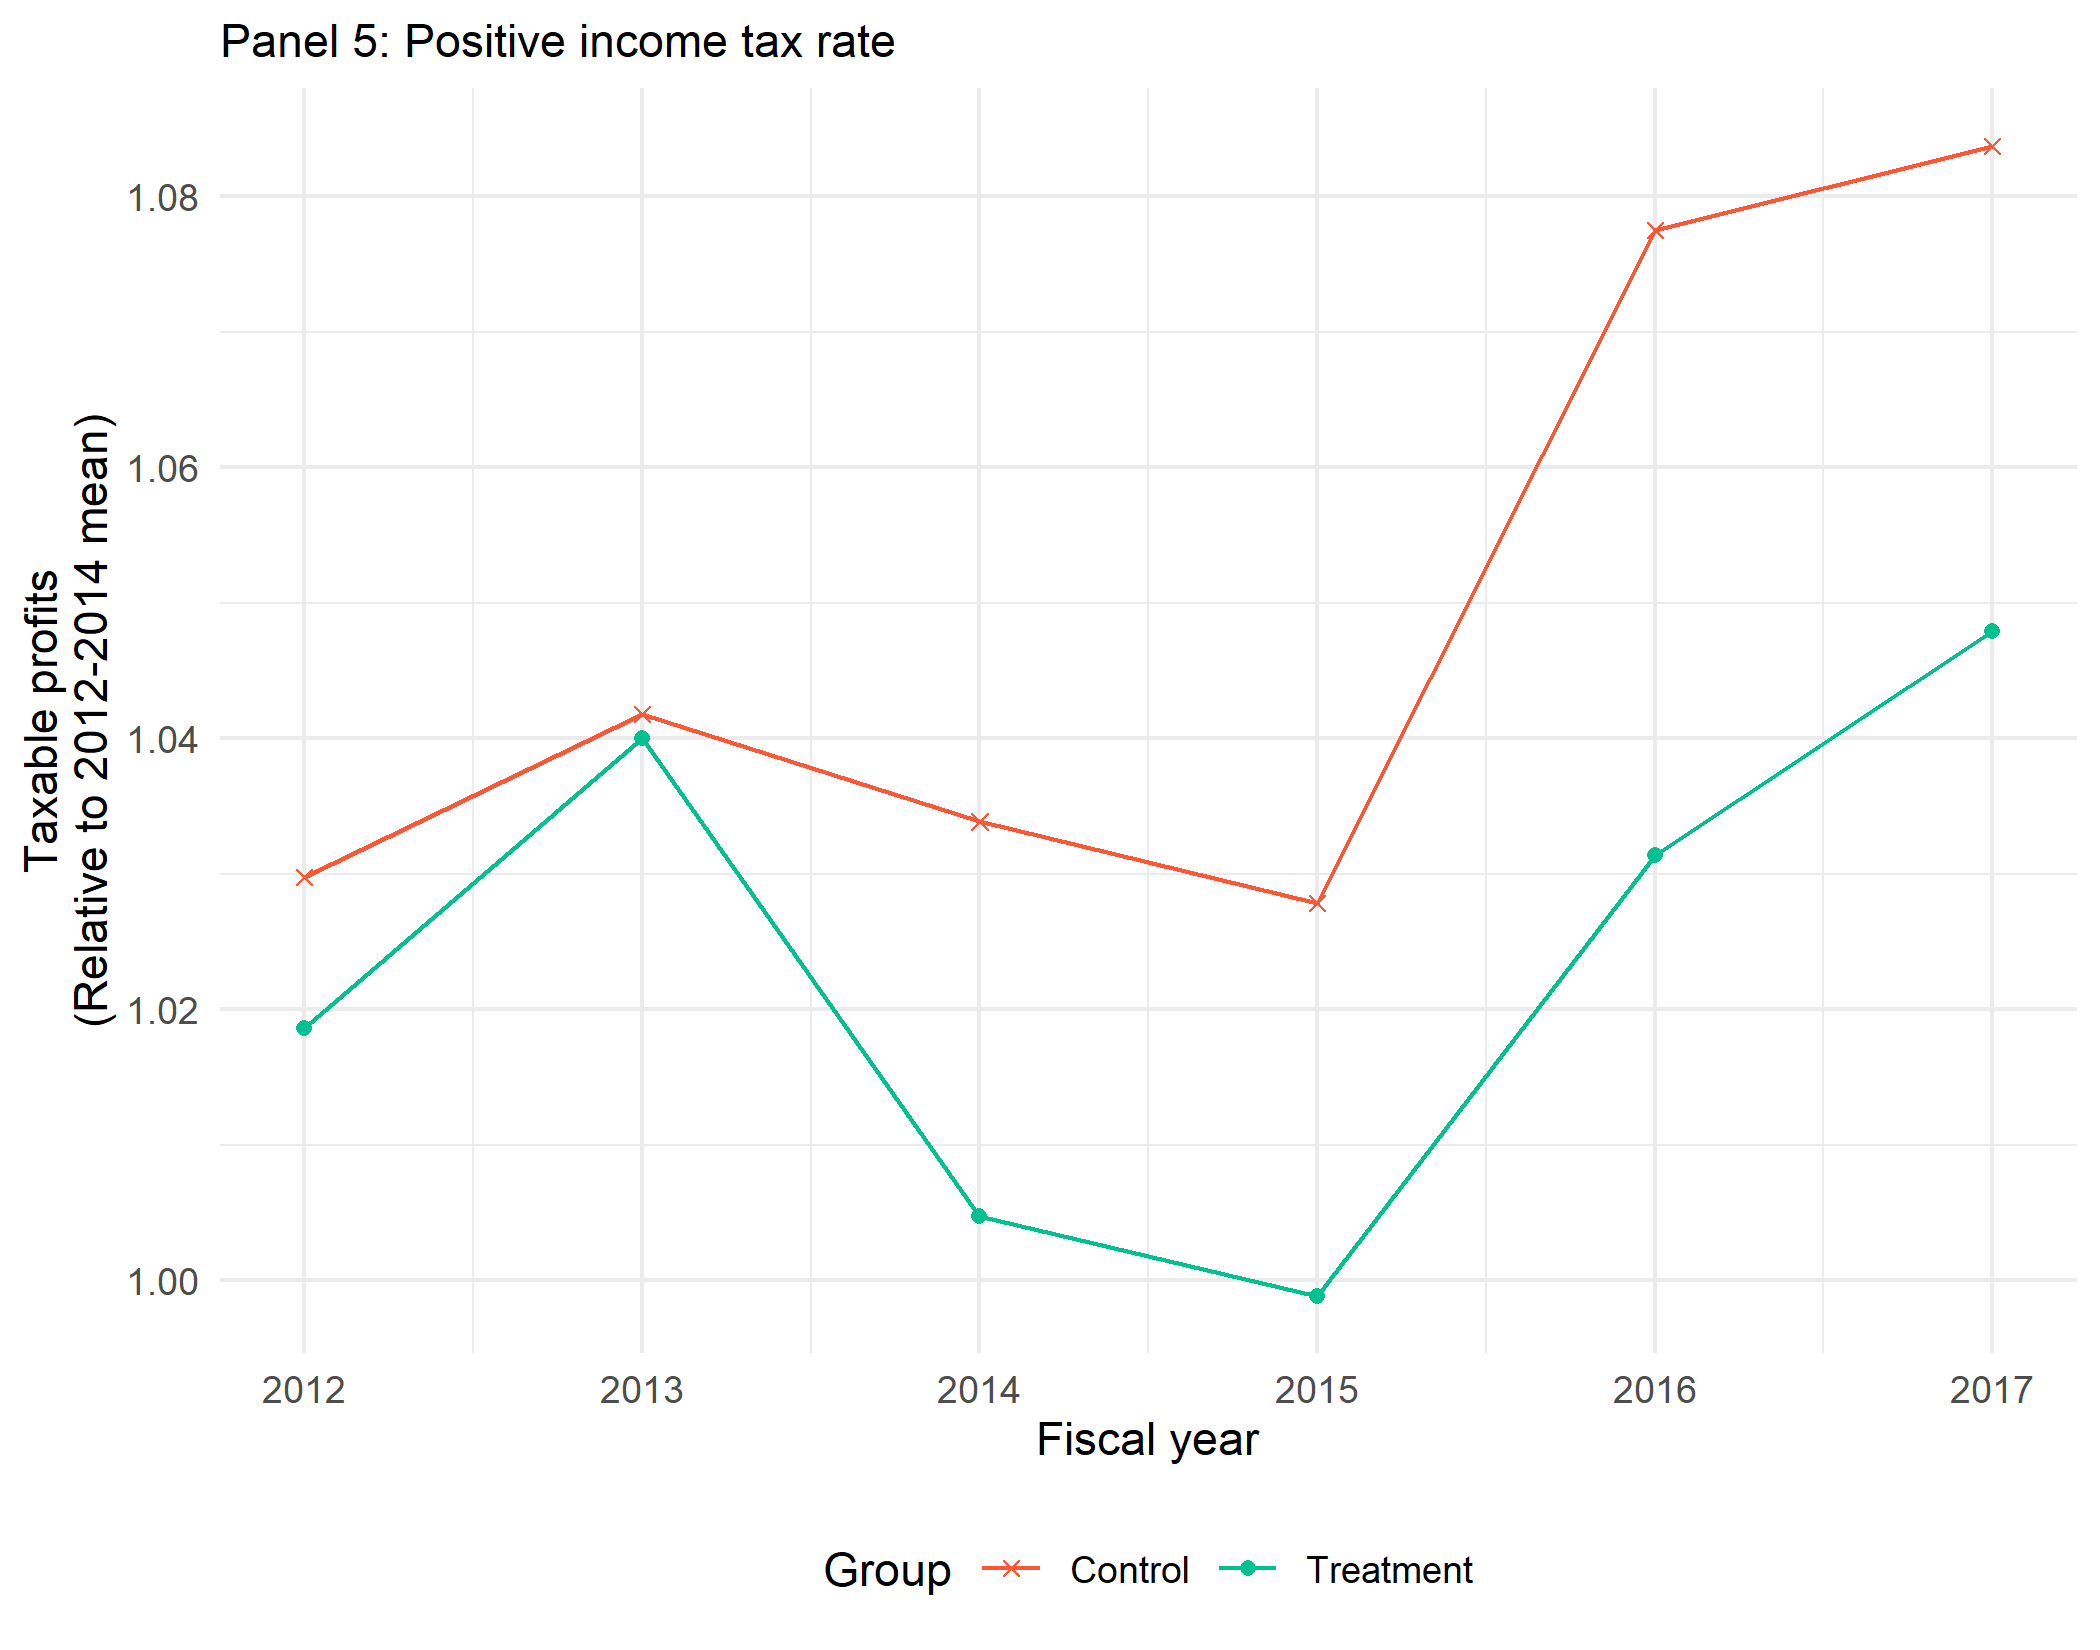 Panel 5: Positive income tax rate
Taxable profits
(Relative to 2012-2014 mean)
1.08
1.06
1.04
1.02
1.00
2012 2013 2014 2015 2016 2017
Fiscal year
Group Control Treatment